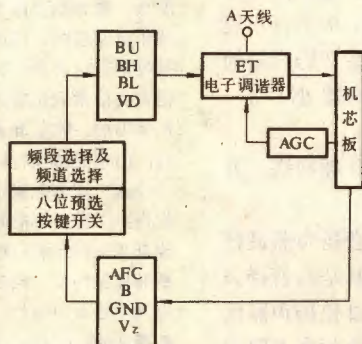 A天线
BU
BH
BL
VD
ET
电子调谐器
机
芯
板
AGC
频段选择及
频道选择
八位预选
按键开关
AFC
B
GND
Vz